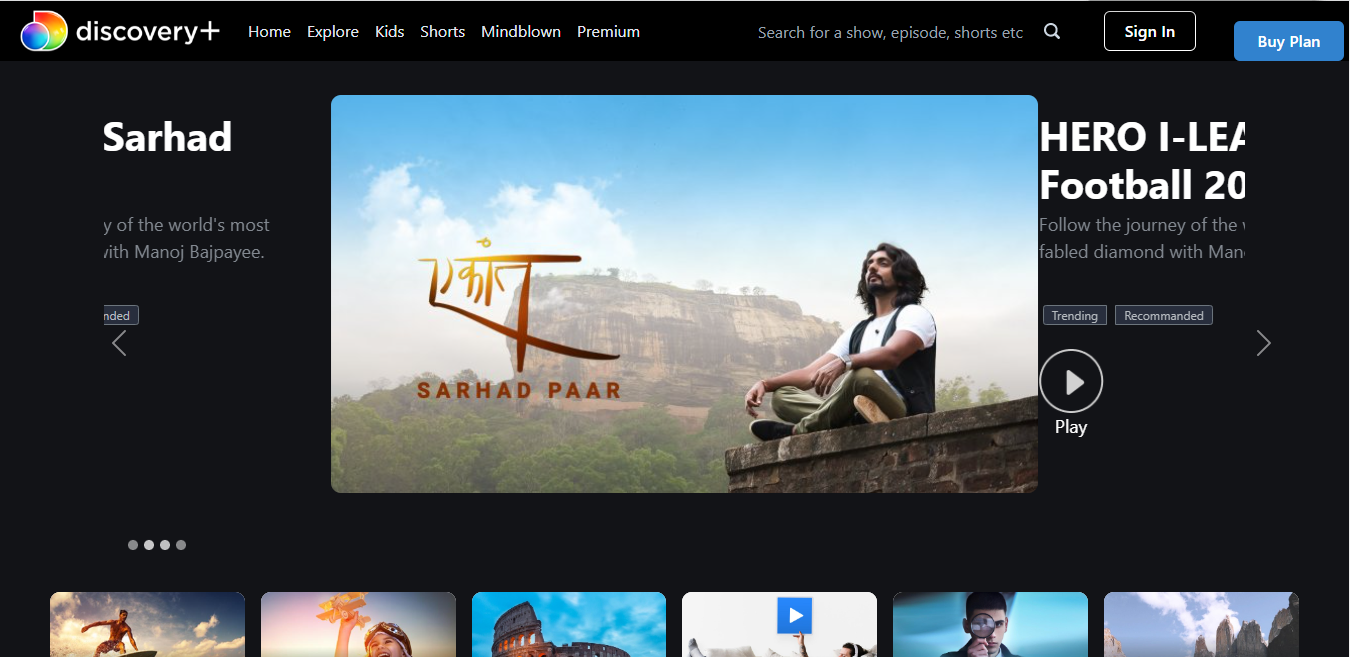 discovery+
Home Explore Kids Shorts Mindblown Premium
Search for a show, episode, shorts etc
Sign In
Buy Plan
Sarhad
y of the world's most
with Manoj Bajpayee.
nded
एकांत
SARHAD PAAR
HERO I-LEA
Football 20
Follow the journey of the
fabled diamond with Man
Trending Recommanded
Play